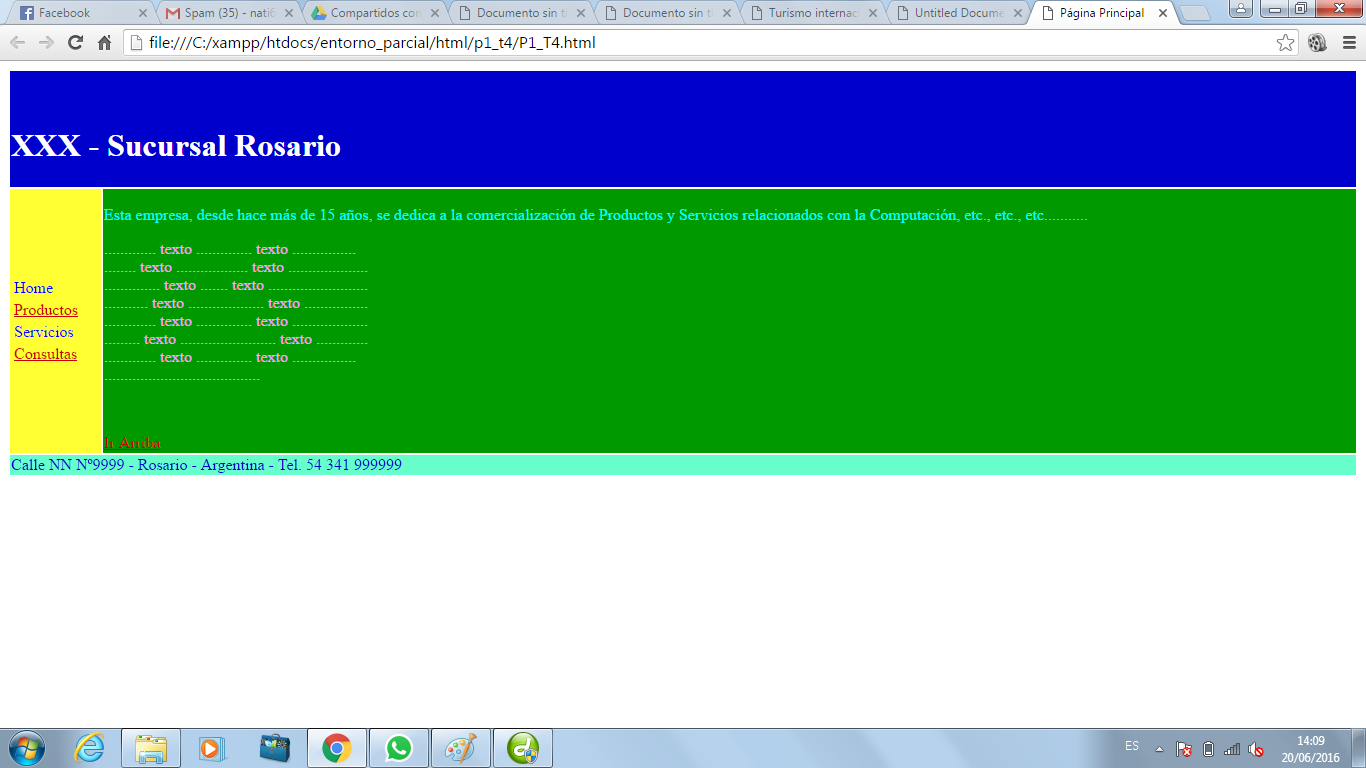 Facebook
Spam (35) - nati6
Compartidos con
Documento sin t
Documento sin t
Turismo internac
Untitled Docume
Página Principal
file:///C:/xampp/htdocs/entorno_parcial/html/p1_t4/P1_T4.html
XXX - Sucursal Rosario
Home
Productos
Servicios
Consultas
Esta empresa, desde hace más de 15 años, se dedica a la comercialización de Productos y Servicios relacionados con la Computación, etc., etc., etc...........
............. texto .............. texto ................
........ texto .................. texto ....................
.............. texto ....... texto .........................
........... texto ................... texto ................
............. texto .............. texto ...................
......... texto ........................ texto .............
............. texto .............. texto ................
.......................................
Ir Arriba
Calle NN Nº9999 - Rosario - Argentina - Tel. 54 341 999999
ES
14:09
20/06/2016